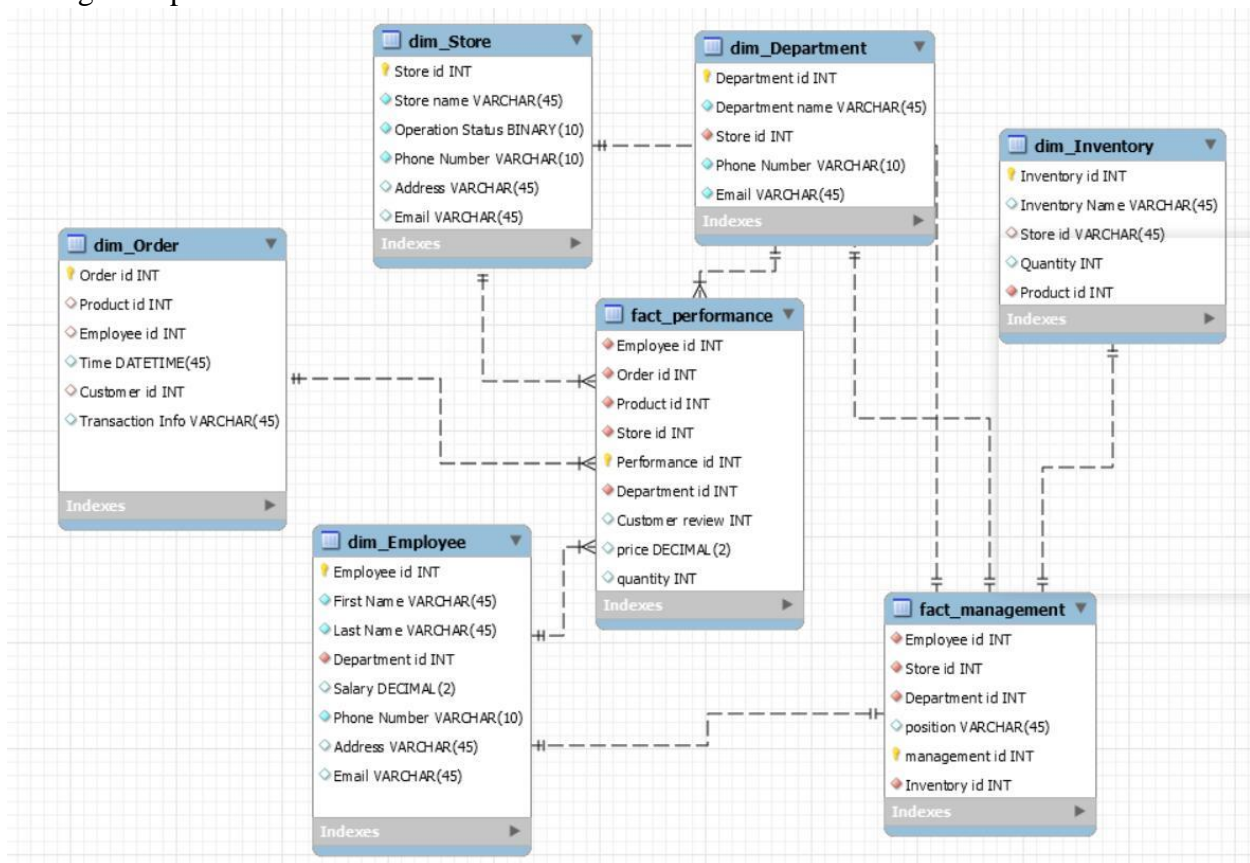 dim_Store
Store id INT
Store name VARCHAR(45)
Operation Status BINARY(10)
Phone Number VARCHAR(10)
Address VARCHAR(45)
Email VARCHAR(45)
Indexes
dim_Department
Department id INT
Department name VARCHAR(45)
Store id INT
Phone Number VARCHAR(10)
Email VARCHAR(45)
Indexes
dim_Inventory
Inventory id INT
Inventory Name VARCHAR(45)
Store id VARCHAR(45)
Quantity INT
Product id INT
Indexes
dim_Order
Order id INT
Product id INT
Employee id INT
Time DATETIME(45)
Customer id INT
Transaction Info VARCHAR(45)
Indexes
fact_performance
Employee id INT
Order id INT
Product id INT
Store id INT
Performance id INT
Department id INT
Customer review INT
price DECIMAL(2)
quantity INT
Indexes
dim_Employee
Employee id INT
First Name VARCHAR(45)
Last Name VARCHAR(45)
Department id INT
Salary DECIMAL(2)
Phone Number VARCHAR(10)
Address VARCHAR(45)
Email VARCHAR(45)
Indexes
fact_management
Employee id INT
Store id INT
Department id INT
position VARCHAR(45)
management id INT
Inventory id INT
Indexes